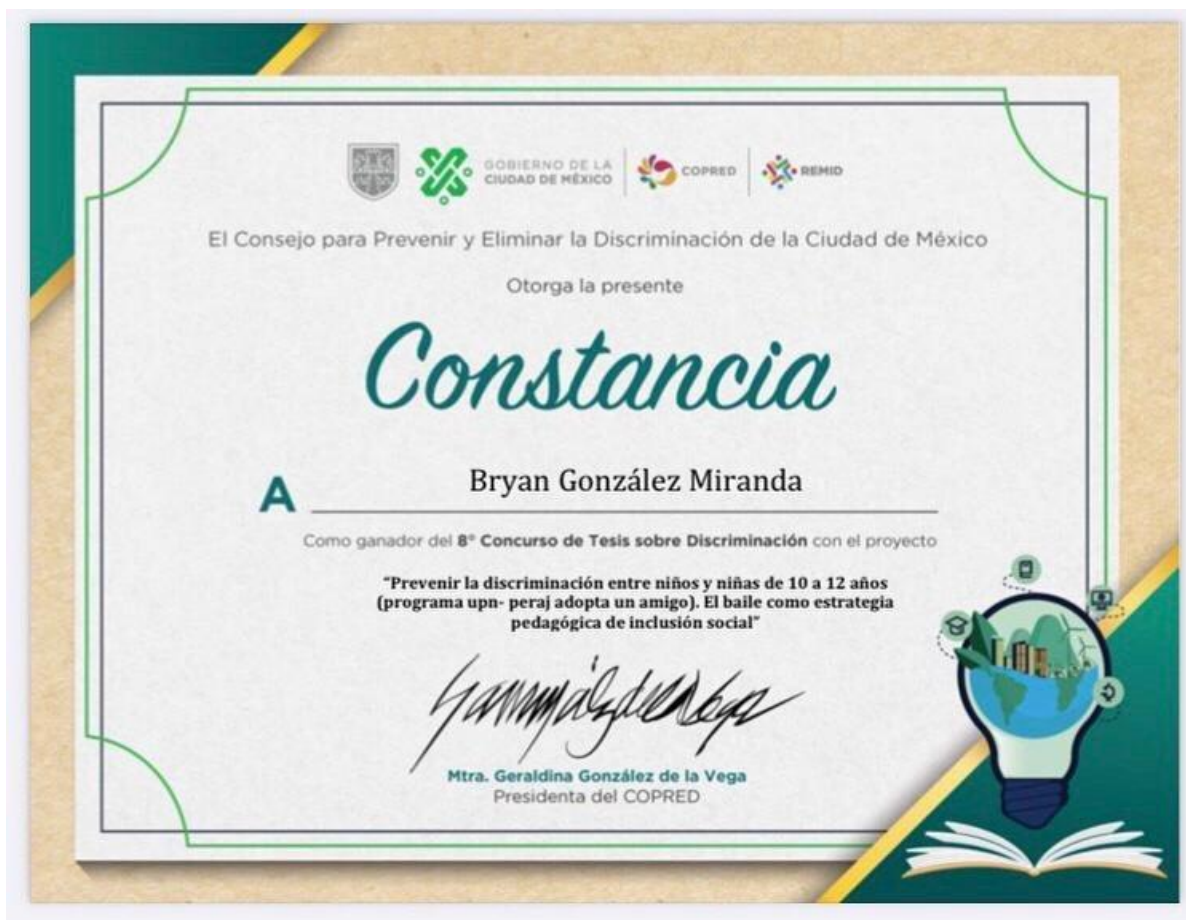 GOBIERNO DE LA
CIUDAD DE MÉXICO
COPRED
REMID
El Consejo para Prevenir y Eliminar la Discriminación de la Ciudad de México
Otorga la presente
Constancia
A Bryan González Miranda
Como ganador del 8° Concurso de Tesis sobre Discriminación con el proyecto
“Prevenir la discriminación entre niños y niñas de 10 a 12 años
(programa upn- peraj adopta un amigo). El baile como estrategia
pedagógica de inclusión social”
Mtra. Geraldina González de la Vega
Presidenta del COPRED